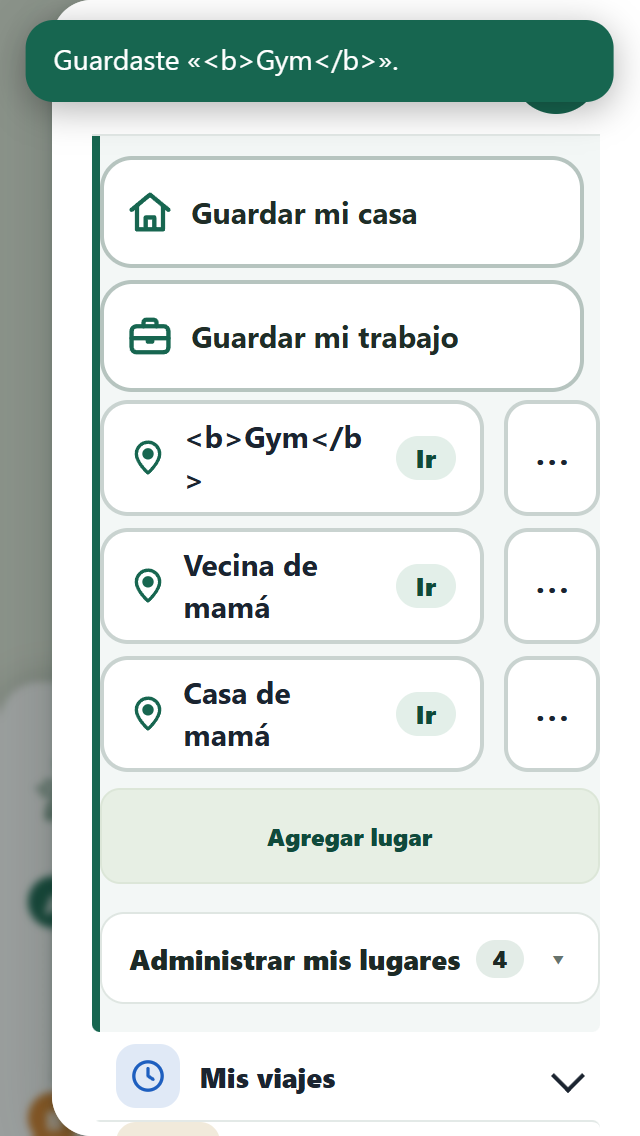 Guardaste «<b>Gym</b>».
Guardar mi casa
Guardar mi trabajo
<b>Gym</b
>
Ir
...
Vecina de
mamá
Ir
...
Casa de
mamá
Ir
...
Agregar lugar
Administrar mis lugares 4
Mis viajes